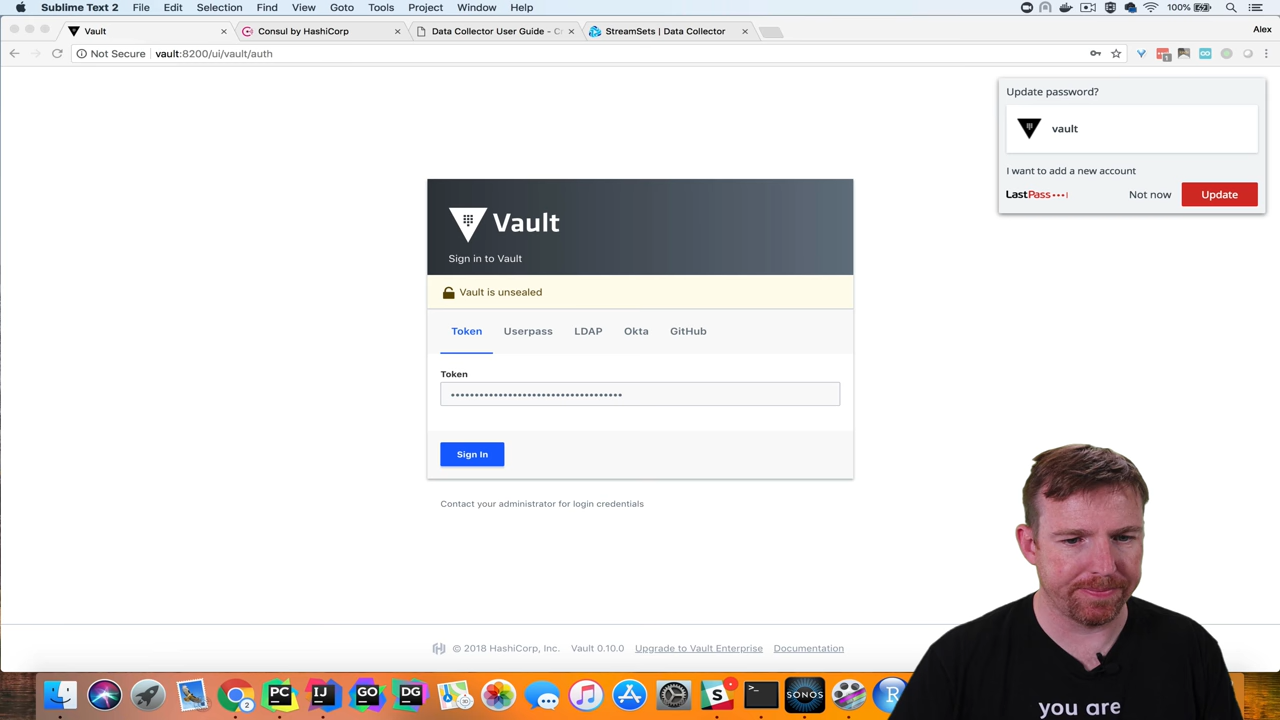 Sublime Text 2 File Edit Selection Find View Goto Tools Project Window Help 100%
Vault Consul by HashiCorp Data Collector User Guide - C StreamSets | Data Collector Alex
Not Secure vault:8200/ui/vault/auth 1
Update password?
vault
I want to add a new account
LastPass Not now Update
Vault
Sign in to Vault
Vault is unsealed
Token Userpass LDAP Okta GitHub
Token
Sign In
Contact your administrator for login credentials
© 2018 HashiCorp, Inc. Vault 0.10.0 Upgrade to Vault Enterprise Documentation
2 PC IJ GO DG S >_ SONOS R
you are